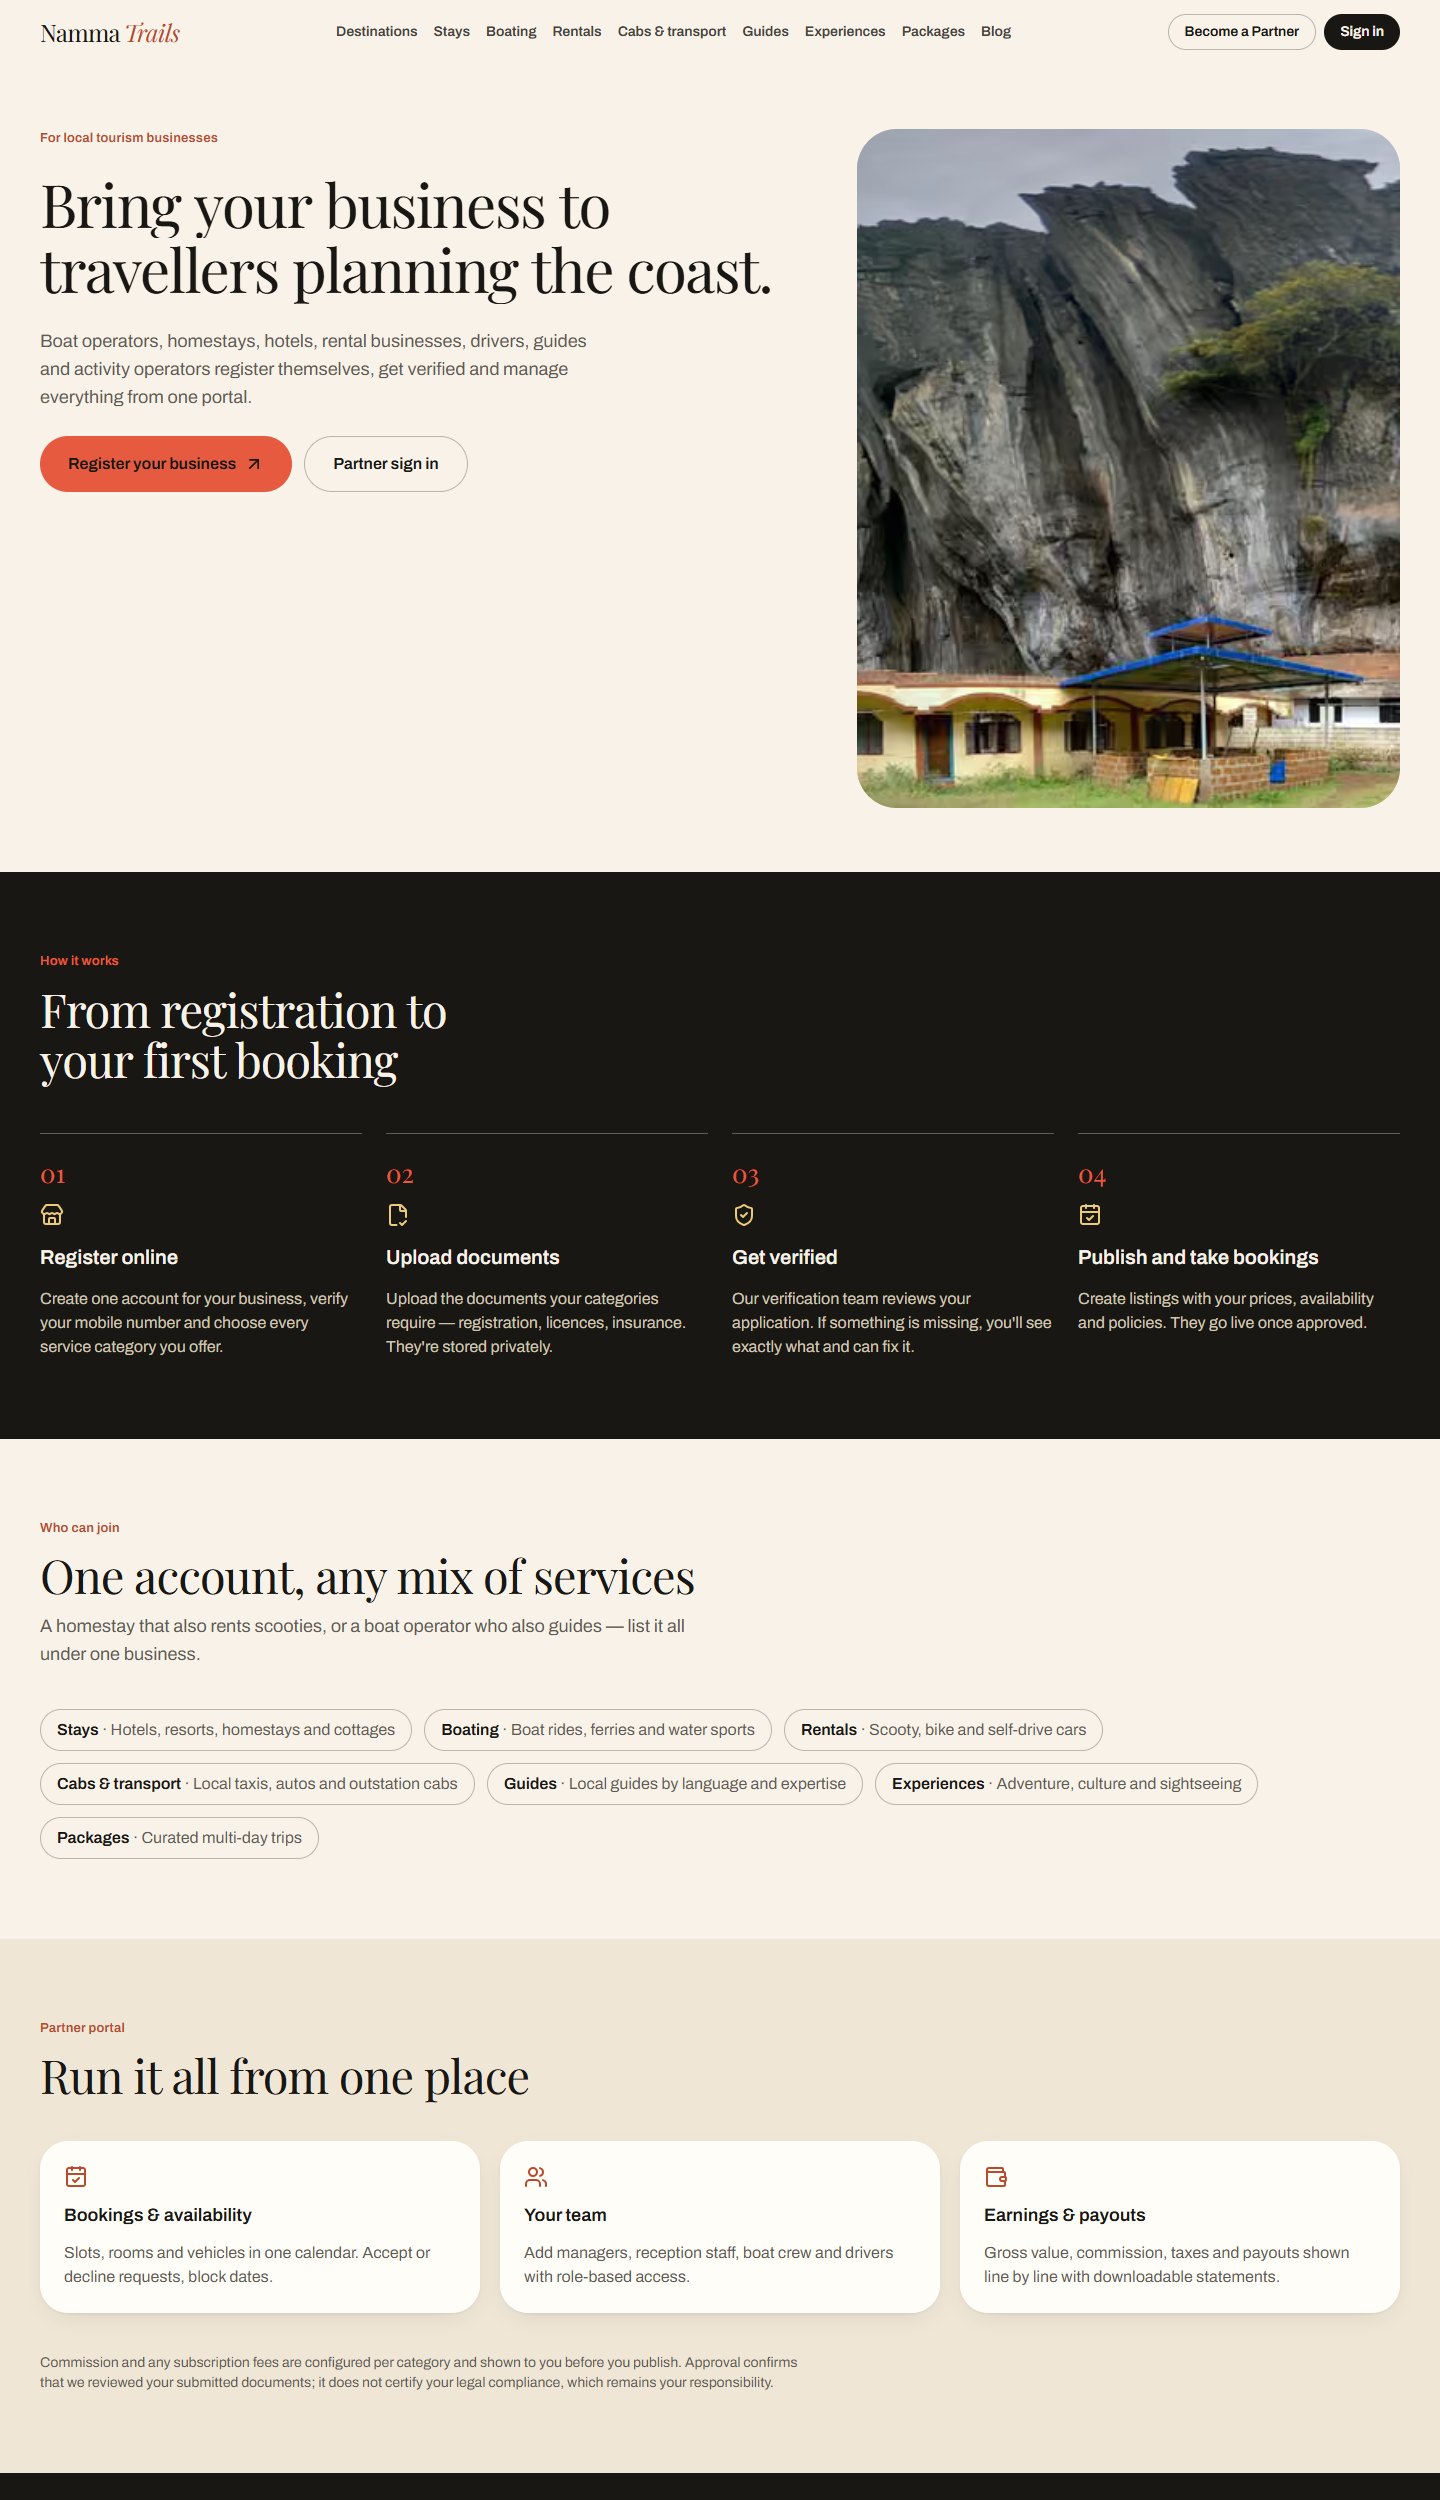 Namma Trails
Destinations Stays Boating Rentals Cabs & transport Guides Experiences Packages Blog
Become a Partner
Sign in
For local tourism businesses
Bring your business to
travellers planning the coast.
Boat operators, homestays, hotels, rental businesses, drivers, guides
and activity operators register themselves, get verified and manage
everything from one portal.
Register your business
Partner sign in
How it works
From registration to
your first booking
01
Register online
Create one account for your business, verify
your mobile number and choose every
service category you offer.
02
Upload documents
Upload the documents your categories
require — registration, licences, insurance.
They're stored privately.
03
Get verified
Our verification team reviews your
application. If something is missing, you'll see
exactly what and can fix it.
04
Publish and take bookings
Create listings with your prices, availability
and policies. They go live once approved.
Who can join
One account, any mix of services
A homestay that also rents scooties, or a boat operator who also guides — list it all
under one business.
Stays · Hotels, resorts, homestays and cottages
Boating · Boat rides, ferries and water sports
Rentals · Scooty, bike and self-drive cars
Cabs & transport · Local taxis, autos and outstation cabs
Guides · Local guides by language and expertise
Experiences · Adventure, culture and sightseeing
Packages · Curated multi-day trips
Partner portal
Run it all from one place
Bookings & availability
Slots, rooms and vehicles in one calendar. Accept or
decline requests, block dates.
Your team
Add managers, reception staff, boat crew and drivers
with role-based access.
Earnings & payouts
Gross value, commission, taxes and payouts shown
line by line with downloadable statements.
Commission and any subscription fees are configured per category and shown to you before you publish. Approval confirms
that we reviewed your submitted documents; it does not certify your legal compliance, which remains your responsibility.